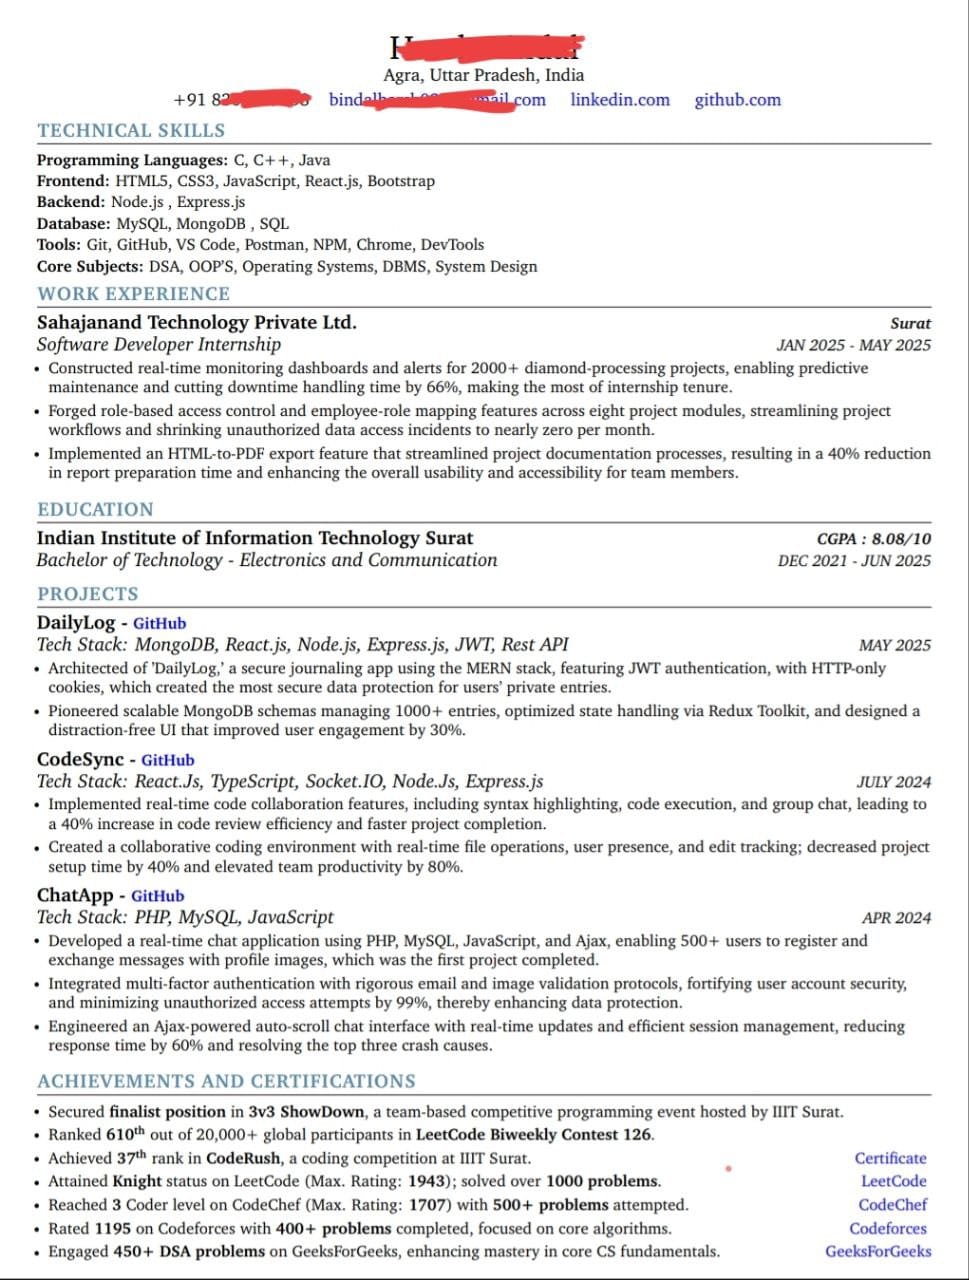 Agra, Uttar Pradesh, India
+91 linkedin.com github.com
TECHNICAL SKILLS
Programming Languages: C, C++, Java
Frontend: HTML5, CSS3, JavaScript, React.js, Bootstrap
Backend: Node.js , Express.js
Database: MySQL, MongoDB , SQL
Tools: Git, GitHub, VS Code, Postman, NPM, Chrome, DevTools
Core Subjects: DSA, OOP'S, Operating Systems, DBMS, System Design
WORK EXPERIENCE
Sahajanand Technology Private Ltd. Surat
Software Developer Internship JAN 2025 - MAY 2025
• Constructed real-time monitoring dashboards and alerts for 2000+ diamond-processing projects, enabling predictive
maintenance and cutting downtime handling time by 66%, making the most of internship tenure.
• Forged role-based access control and employee-role mapping features across eight project modules, streamlining project
workflows and shrinking unauthorized data access incidents to nearly zero per month.
• Implemented an HTML-to-PDF export feature that streamlined project documentation processes, resulting in a 40% reduction
in report preparation time and enhancing the overall usability and accessibility for team members.
EDUCATION
Indian Institute of Information Technology Surat CGPA : 8.08/10
Bachelor of Technology - Electronics and Communication DEC 2021 - JUN 2025
PROJECTS
DailyLog - GitHub
Tech Stack: MongoDB, React.js, Node.js, Express.js, JWT, Rest API MAY 2025
• Architected of 'DailyLog,' a secure journaling app using the MERN stack, featuring JWT authentication, with HTTP-only
cookies, which created the most secure data protection for users' private entries.
• Pioneered scalable MongoDB schemas managing 1000+ entries, optimized state handling via Redux Toolkit, and designed a
distraction-free UI that improved user engagement by 30%.
CodeSync - GitHub
Tech Stack: React.Js, TypeScript, Socket.IO, Node.Js, Express.js JULY 2024
• Implemented real-time code collaboration features, including syntax highlighting, code execution, and group chat, leading to
a 40% increase in code review efficiency and faster project completion.
• Created a collaborative coding environment with real-time file operations, user presence, and edit tracking; decreased project
setup time by 40% and elevated team productivity by 80%.
ChatApp - GitHub
Tech Stack: PHP, MySQL, JavaScript APR 2024
• Developed a real-time chat application using PHP, MySQL, JavaScript, and Ajax, enabling 500+ users to register and
exchange messages with profile images, which was the first project completed.
• Integrated multi-factor authentication with rigorous email and image validation protocols, fortifying user account security,
and minimizing unauthorized access attempts by 99%, thereby enhancing data protection.
• Engineered an Ajax-powered auto-scroll chat interface with real-time updates and efficient session management, reducing
response time by 60% and resolving the top three crash causes.
ACHIEVEMENTS AND CERTIFICATIONS
• Secured finalist position in 3v3 ShowDown, a team-based competitive programming event hosted by IIIT Surat.
• Ranked 610th out of 20,000+ global participants in LeetCode Biweekly Contest 126.
• Achieved 37th rank in CodeRush, a coding competition at IIIT Surat. Certificate
• Attained Knight status on LeetCode (Max. Rating: 1943); solved over 1000 problems. LeetCode
• Reached 3 Coder level on CodeChef (Max. Rating: 1707) with 500+ problems attempted. CodeChef
• Rated 1195 on Codeforces with 400+ problems completed, focused on core algorithms. Codeforces
• Engaged 450+ DSA problems on GeeksForGeeks, enhancing mastery in core CS fundamentals. GeeksForGeeks